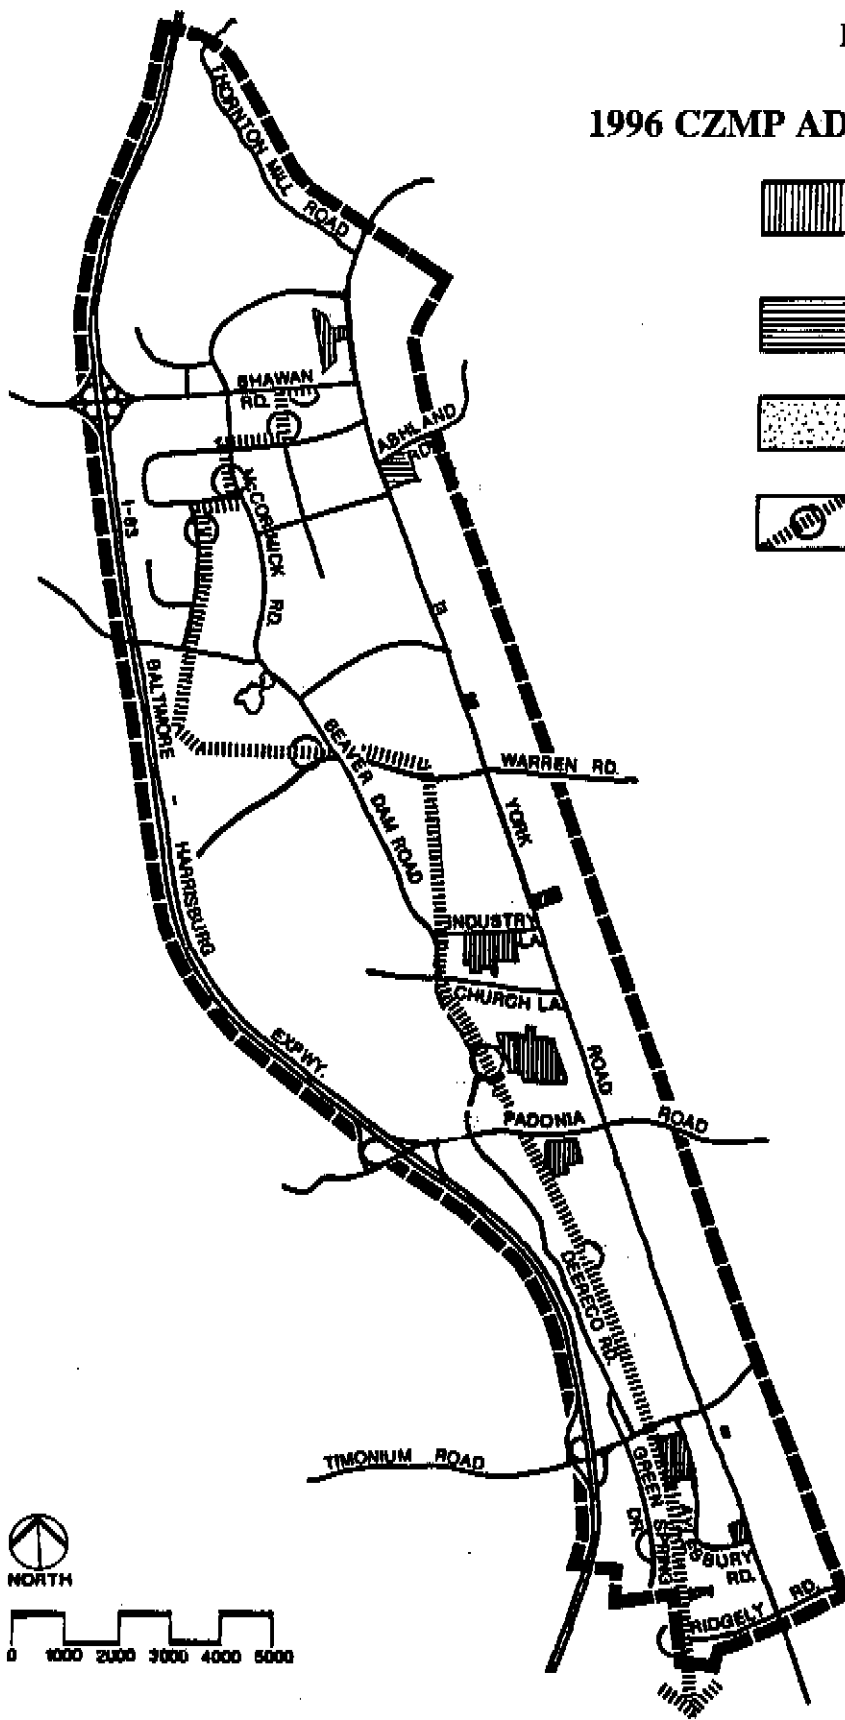 1996 CZMP AD
THORNTON MILL ROAD
SHAWAN
RD.
ASHLAND
RD.
McCORMICK RD.
I-83
BALTIMORE - HARRISBURG EXPWY.
BEAVER DAM ROAD
WARREN RD.
YORK ROAD
INDUSTRY
LA.
CHURCH LA.
PADONIA ROAD
DEERECO RD.
TIMONIUM ROAD
GREEN SPRING
DR.
AYLESBURY
RD.
RIDGELY RD.
NORTH
0 1000 2000 3000 4000 5000